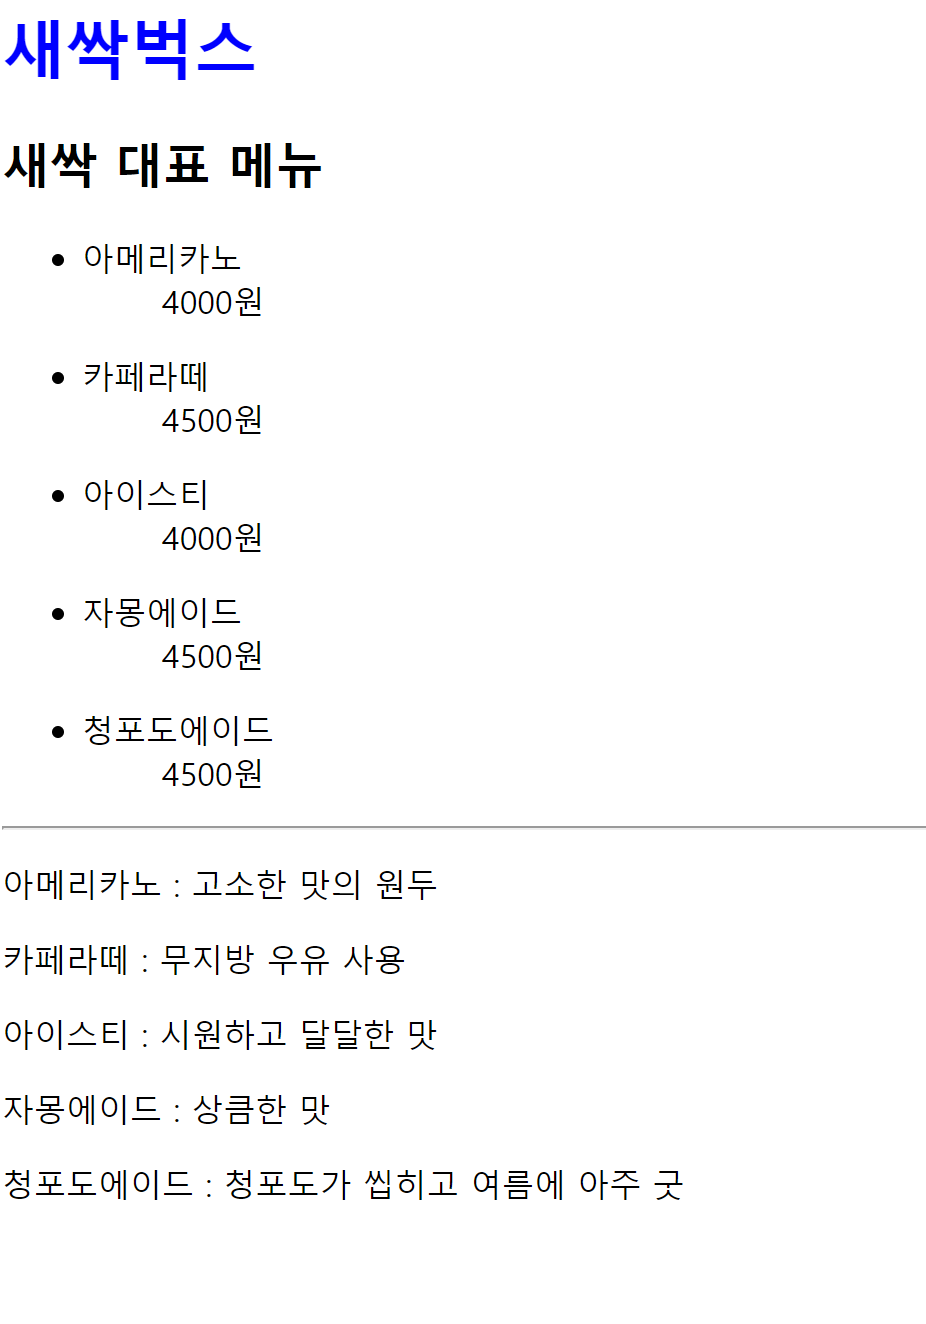 새싹벅스
새싹 대표 메뉴
아메리카노
4000원
카페라떼
4500원
아이스티
4000원
자몽에이드
4500원
청포도에이드
4500원
아메리카노 : 고소한 맛의 원두
카페라떼 : 무지방 우유 사용
아이스티 : 시원하고 달달한 맛
자몽에이드 : 상큼한 맛
청포도에이드 : 청포도가 씹히고 여름에 아주 굿